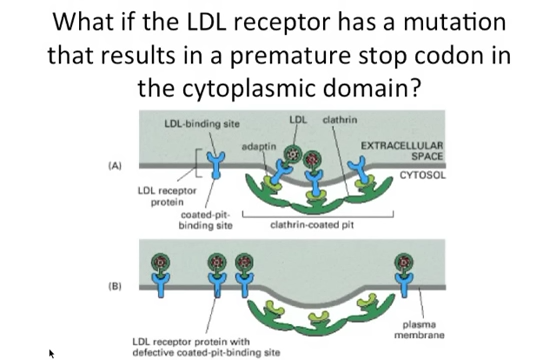 What if the LDL receptor has a mutation
that results in a premature stop codon in
the cytoplasmic domain?
LDL-binding site
LDL
clathrin
adaptin
EXTRACELLULAR
SPACE
(A)
CYTOSOL
LDL receptor
protein
coated-pit-
binding site
clathrin-coated pit
(B)
plasma
membrane
LDL receptor protein with
defective coated-pit-binding site